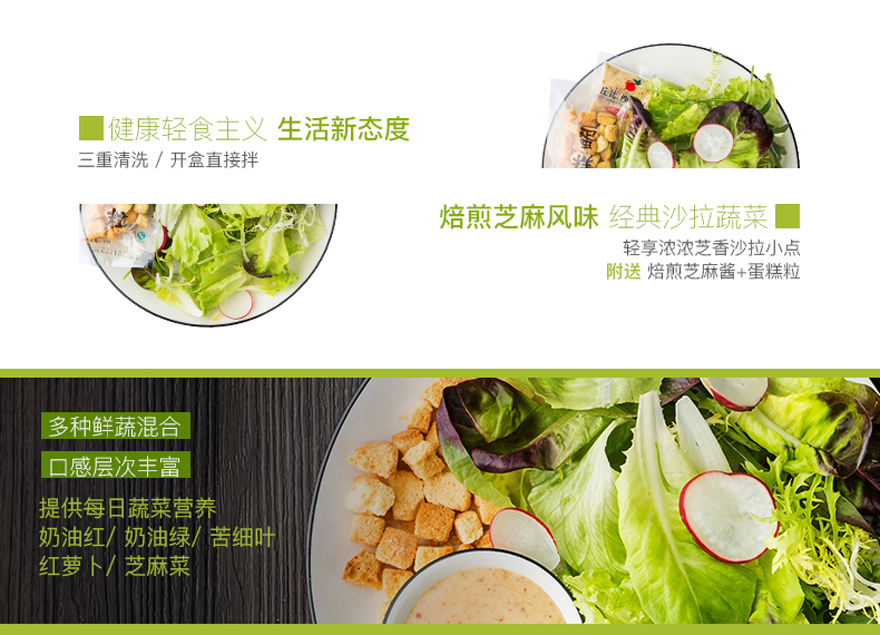 健康轻食主义 生活新态度
三重清洗 / 开盒直接拌
焙煎芝麻风味 经典沙拉蔬菜
轻享浓浓芝香沙拉小点
附送 焙煎芝麻酱+蛋糕粒
多种鲜蔬混合
口感层次丰富
提供每日蔬菜营养
奶油红/ 奶油绿/ 苦细叶
红萝卜/ 芝麻菜